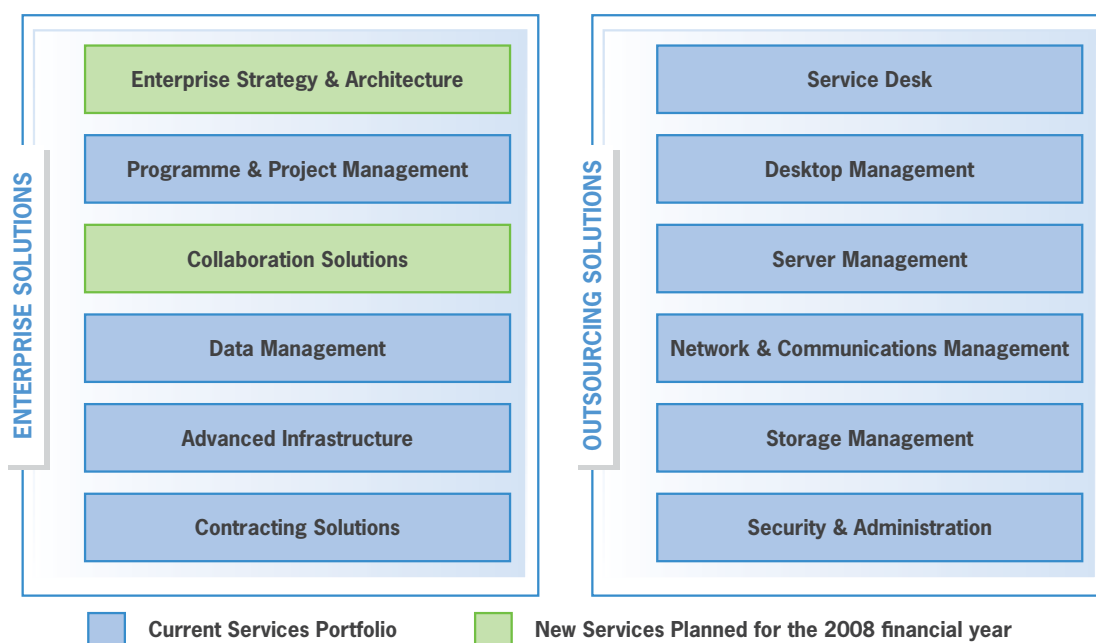 ENTERPRISE SOLUTIONS
Enterprise Strategy & Architecture
Programme & Project Management
Collaboration Solutions
Data Management
Advanced Infrastructure
Contracting Solutions
OUTSOURCING SOLUTIONS
Service Desk
Desktop Management
Server Management
Network & Communications Management
Storage Management
Security & Administration
Current Services Portfolio
New Services Planned for the 2008 financial year